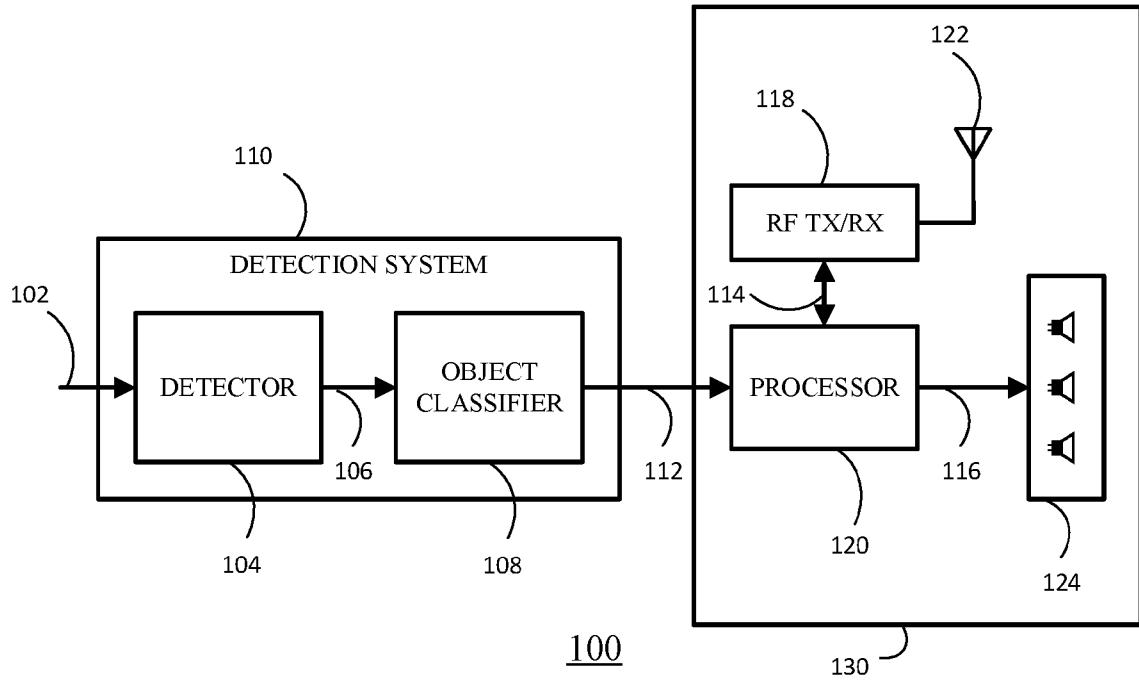 122
118
110
RF TX/RX
DETECTION SYSTEM
102
114
DETECTOR
OBJECT
CLASSIFIER
PROCESSOR
106
112
116
104
108
120
124
100
130